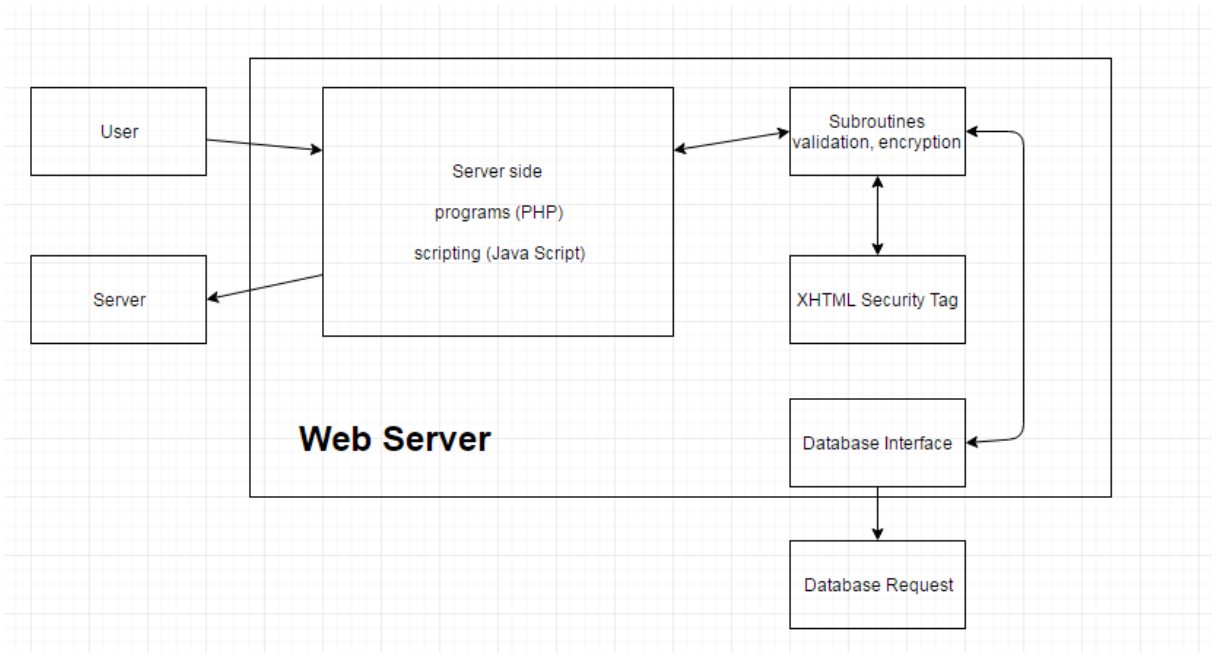 User
Server side
programs (PHP)
scripting (Java Script)
Subroutines
validation, encryption
Server
XHTML Security Tag
Web Server
Database Interface
Database Request